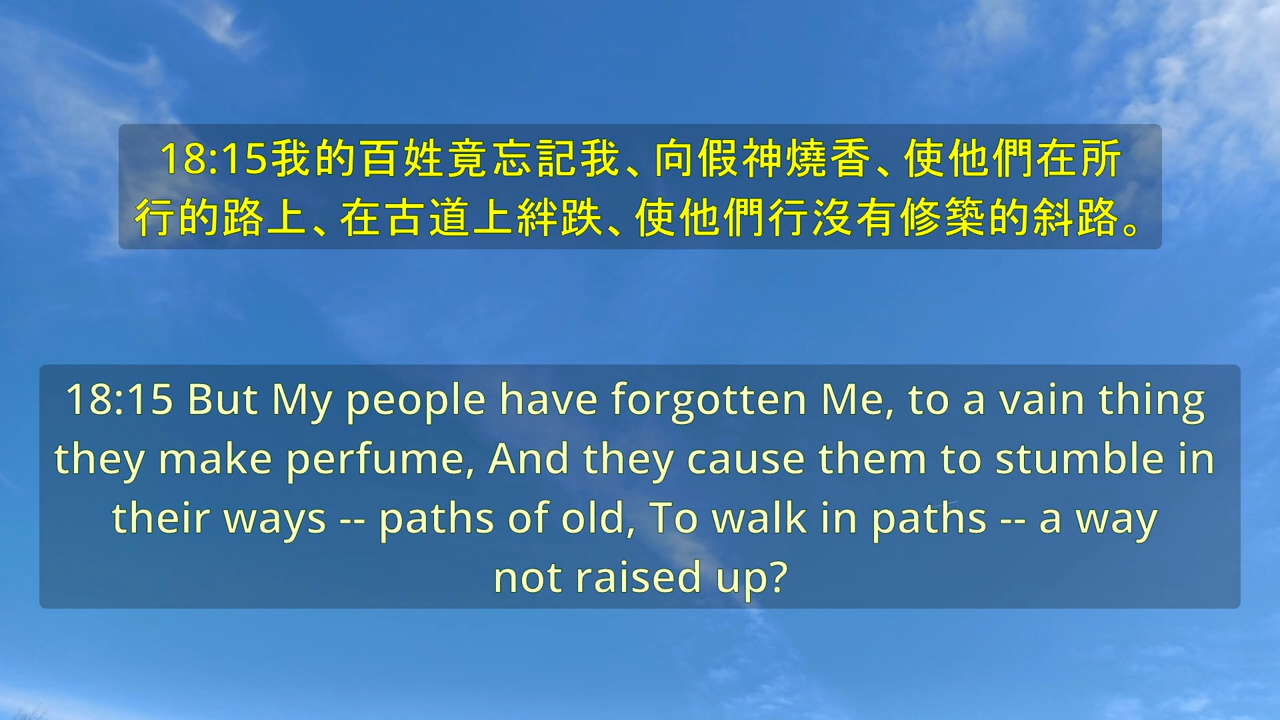 18:15我的百姓竟忘記我、向假神燒香、使他們在所
行的路上、在古道上絆跌、使他們行沒有修築的斜路。
18:15 But My people have forgotten Me, to a vain thing
they make perfume, And they cause them to stumble in
their ways -- paths of old, To walk in paths -- a way
not raised up?